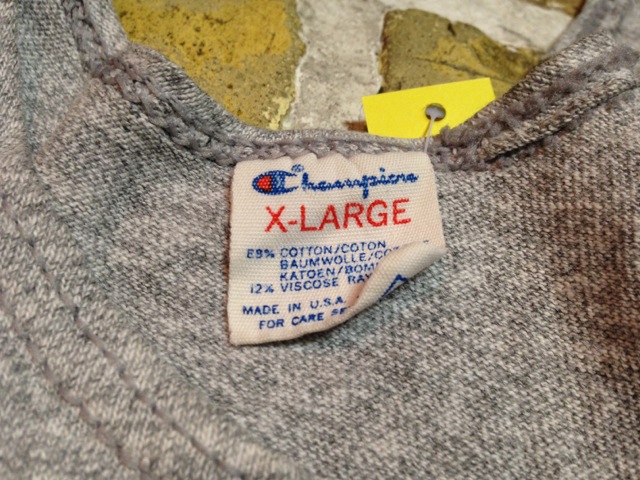 Champion
X-LARGE
88% COTTON/COTON
BAUMWOLLE/
KATOEN/
12% VISCOSE
MADE IN U.S.A.
FOR CARE